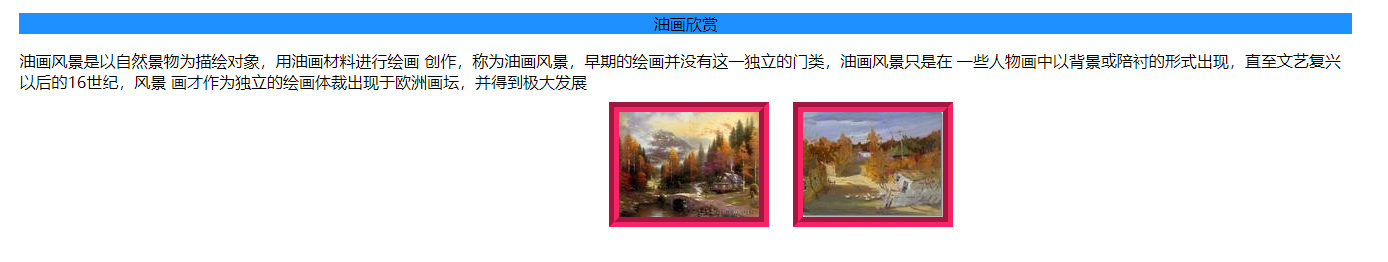 油画欣赏
油画风景是以自然景物为描绘对象，用油画材料进行绘画 创作，称为油画风景，早期的绘画并没有这一独立的门类，油画风景只是在 一些人物画中以背景或陪衬的形式出现，直至文艺复兴
以后的16世纪，风景 画才作为独立的绘画体裁出现于欧洲画坛，并得到极大发展